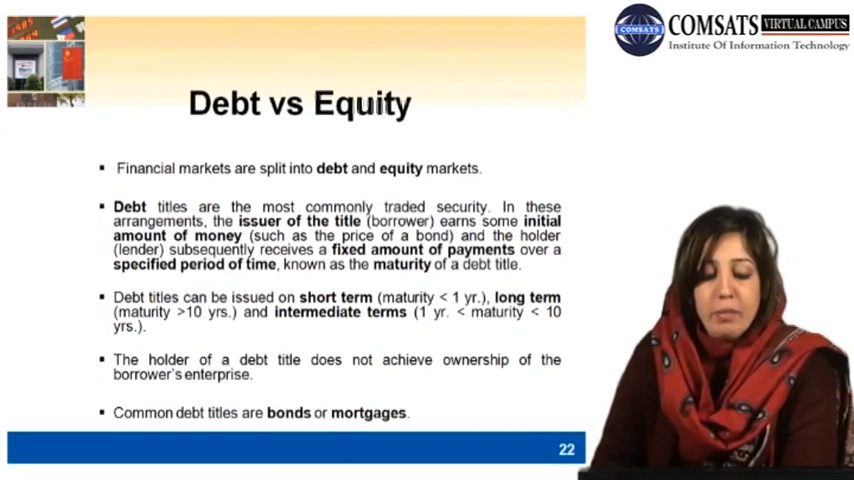 COMSATS VIRTUAL CAMPUS
COMSATS
Institute Of Information Technology
Debt vs Equity
▪ Financial markets are split into debt and equity markets.
▪ Debt titles are the most commonly traded security. In these
arrangements, the issuer of the title (borrower) earns some initial
amount of money (such as the price of a bond) and the holder
(lender) subsequently receives a fixed amount of payments over a
specified period of time, known as the maturity of a debt title.
▪ Debt titles can be issued on short term (maturity < 1 yr.), long term
(maturity >10 yrs.) and intermediate terms (1 yr. < maturity < 10
yrs.).
▪ The holder of a debt title does not achieve ownership of the
borrower's enterprise.
▪ Common debt titles are bonds or mortgages.
22